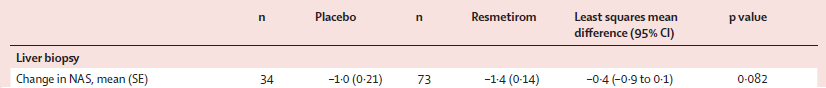 n Placebo n Resmetirom Least squares mean difference (95% CI) p value
Liver biopsy
Change in NAS, mean (SE) 34 −1·0 (0·21) 73 −1·4 (0·14) −0·4 (−0·9 to 0·1) 0·082